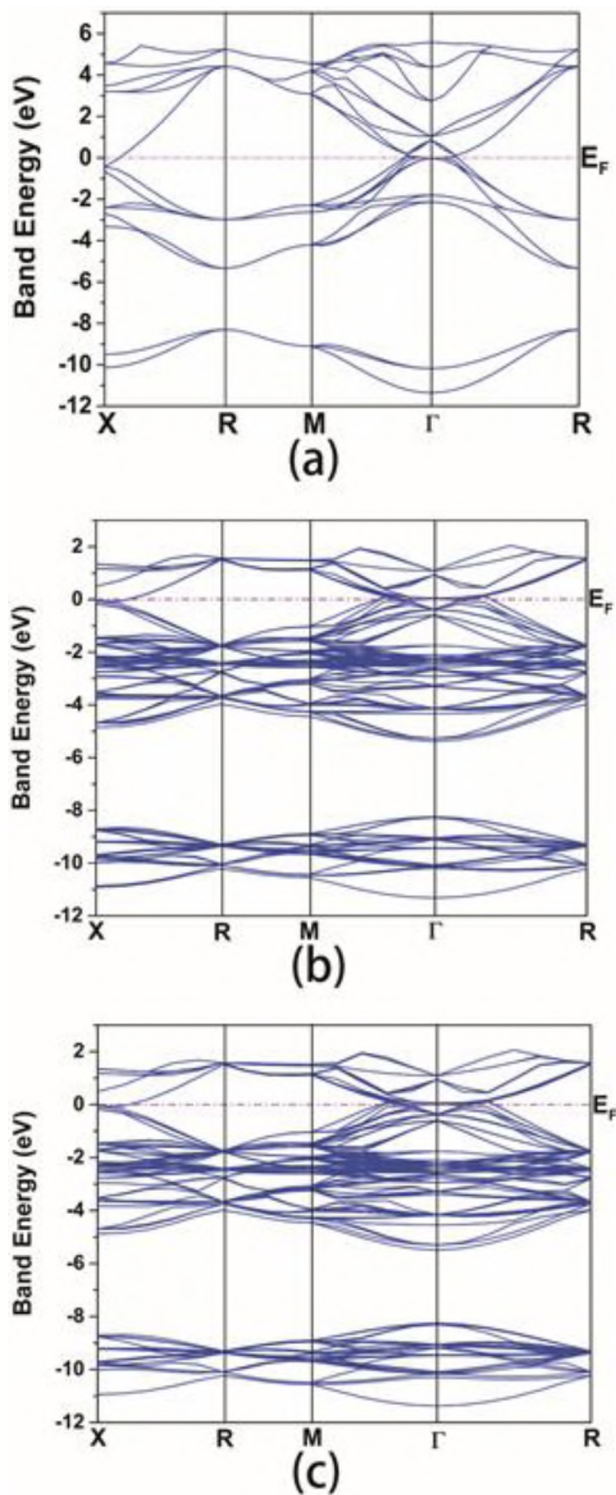 Band Energy (eV)
6
4
2
0
-2
-4
-6
-8
-10
-12
E_F
X R M Γ R
(a)
Band Energy (eV)
2
0
-2
-4
-6
-8
-10
-12
E_F
X R M Γ R
(b)
Band Energy (eV)
2
0
-2
-4
-6
-8
-10
-12
E_F
X R M Γ R
(c)